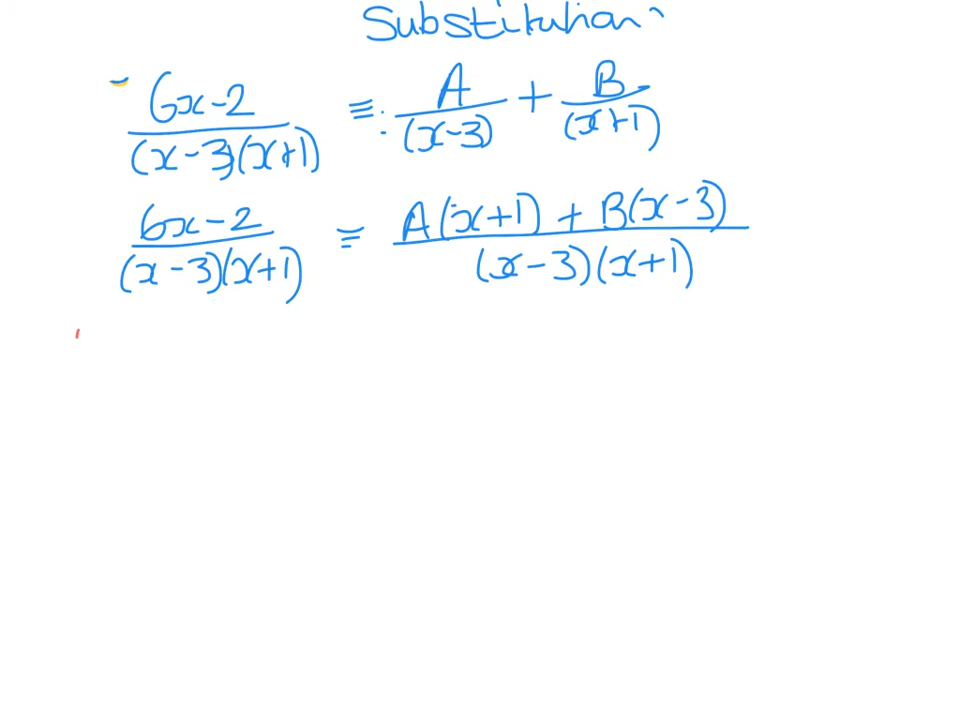 Substitution
6x-2 / (x-3)(x+1) ≡ A / (x-3) + B / (x+1)
6x-2 / (x-3)(x+1) ≡ A(x+1) + B(x-3) / (x-3)(x+1)